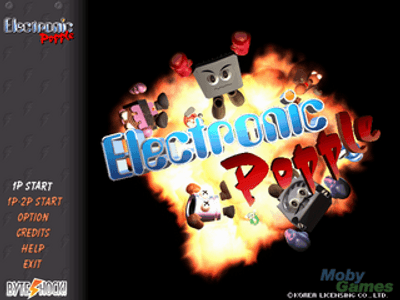 Electronic
Popple
Electronic
Popple
1P START
1P-2P START
OPTION
CREDITS
HELP
EXIT
BYTESHOCK!
Moby
Games
© KOREA LICENSING CO., LTD.